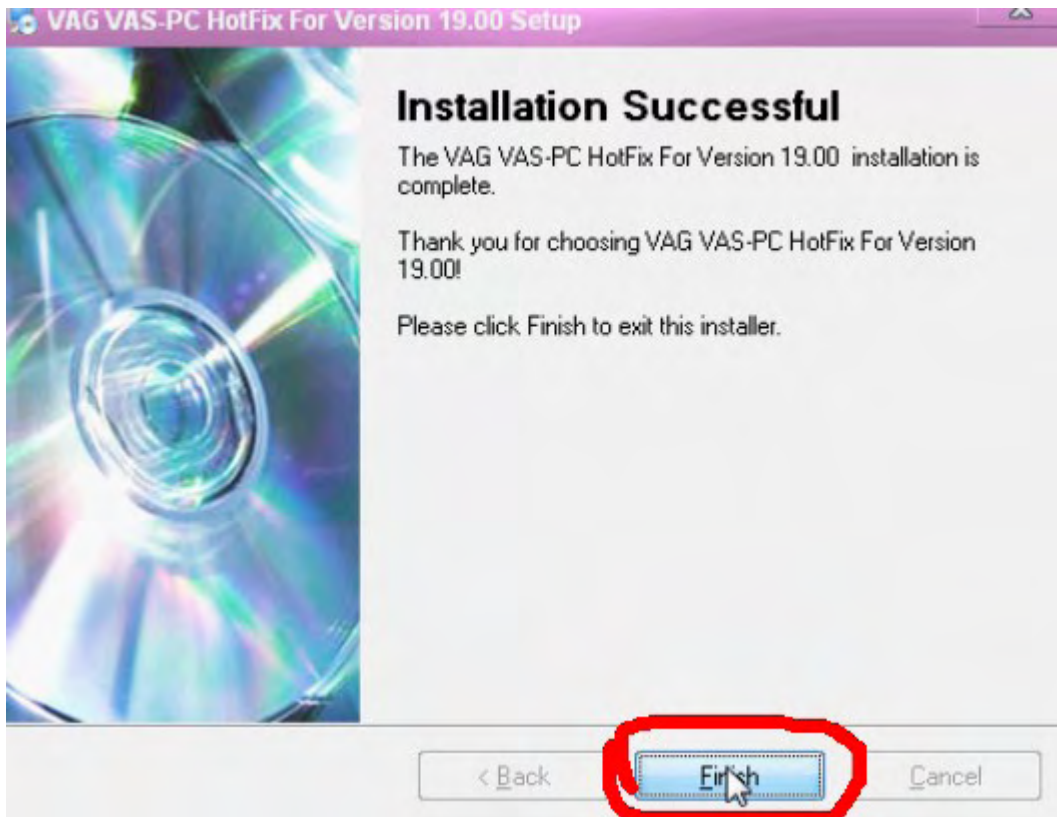 VAG VAS-PC HotFix For Version 19.00 Setup
Installation Successful
The VAG VAS-PC HotFix For Version 19.00 installation is
complete.
Thank you for choosing VAG VAS-PC HotFix For Version
19.00!
Please click Finish to exit this installer.
< Back
Finish
Cancel